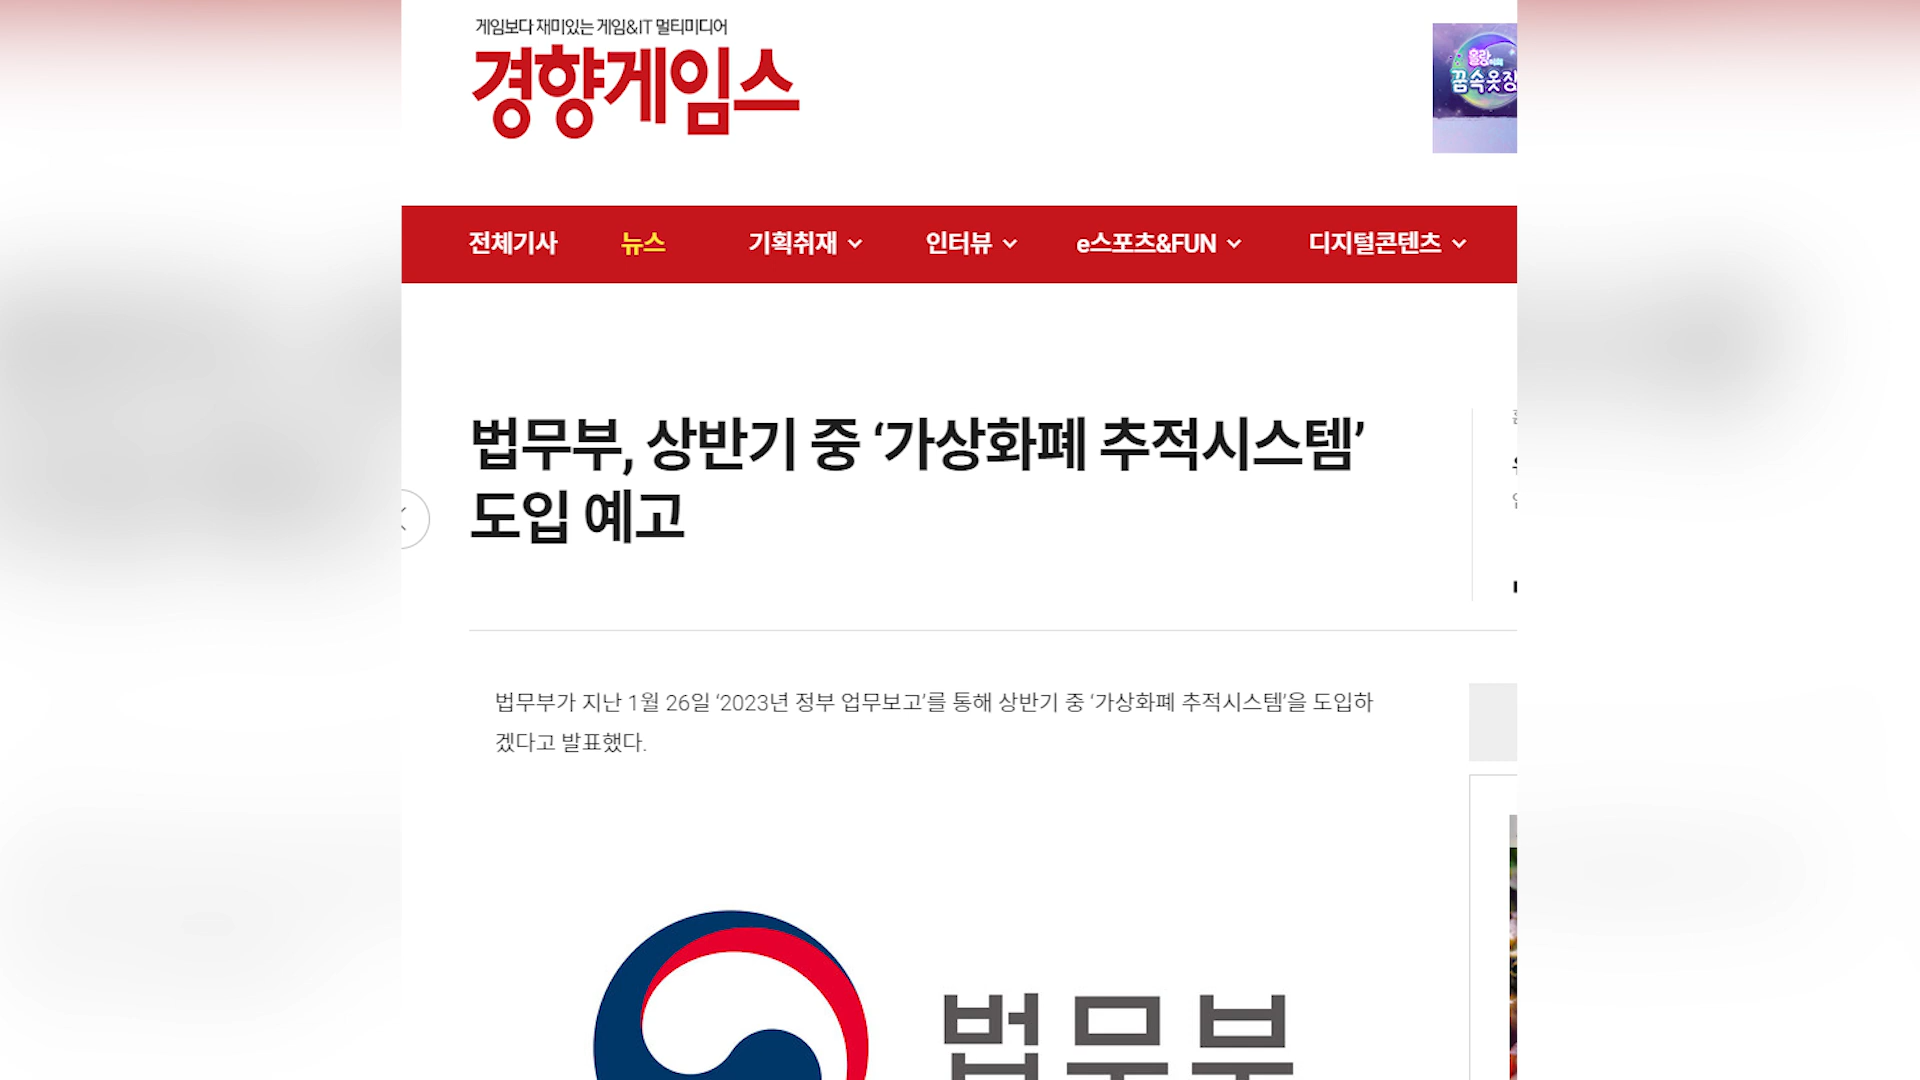 게임보다 재미있는 게임&IT 멀티미디어
경향게임스
홀랑
꿈속옷장
전체기사 뉴스 기획취재 인터뷰 e스포츠&FUN 디지털콘텐츠
법무부, 상반기 중 ‘가상화폐 추적시스템’
도입 예고
법무부가 지난 1월 26일 ‘2023년 정부 업무보고’를 통해 상반기 중 ‘가상화폐 추적시스템’을 도입하
겠다고 발표했다.
법무부